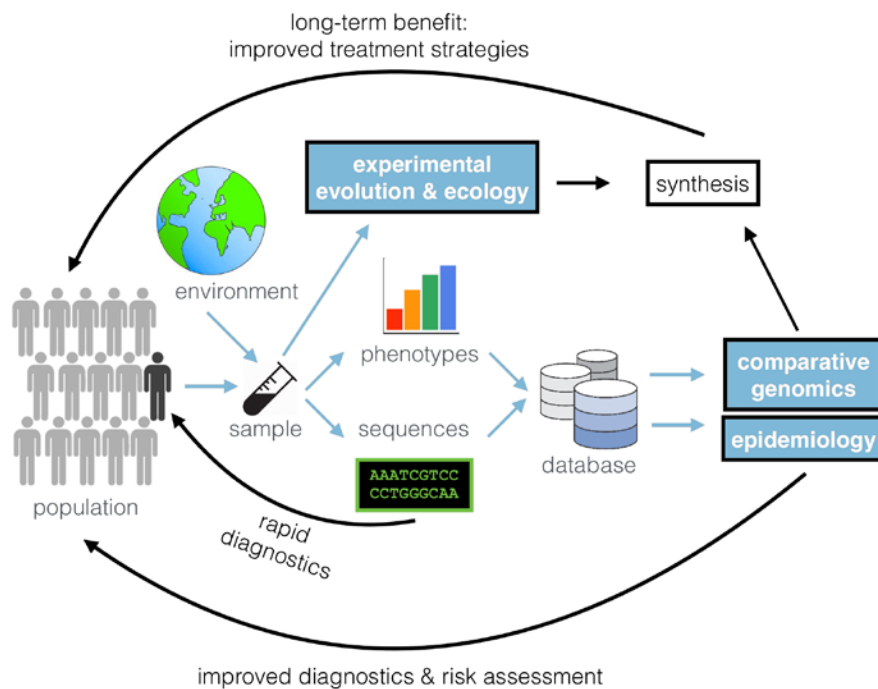 long-term benefit:
improved treatment strategies
experimental
evolution & ecology
synthesis
environment
phenotypes
comparative
genomics
sample
sequences
epidemiology
database
AAATCGTCC
CCTGGGCAA
population
rapid
diagnostics
improved diagnostics & risk assessment